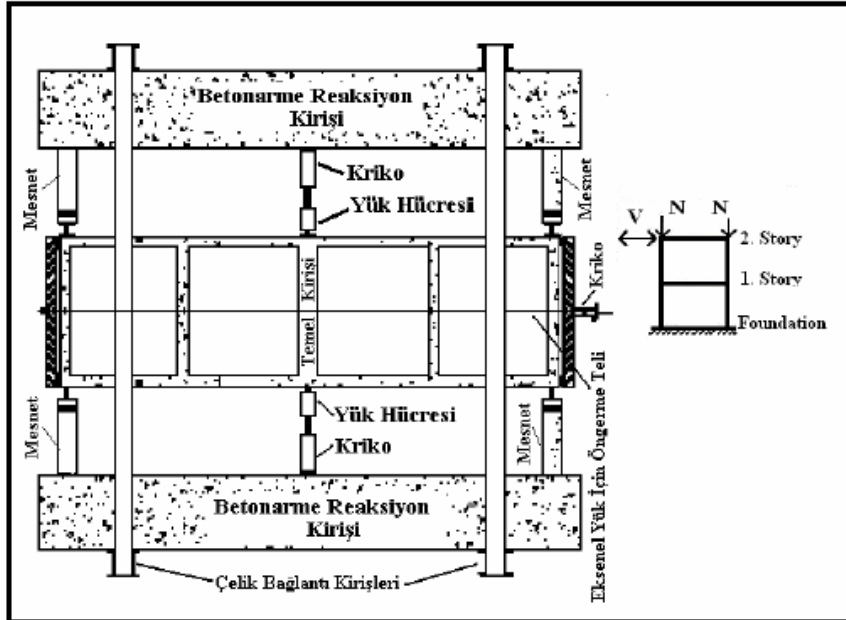 Betonarme Reaksiyon
Kirişi
Mesnet
Kriko
Yük Hücresi
Mesnet
Temel Kirişi
Kriko
V
N N
2. Story
1. Story
Foundation
Mesnet
Yük Hücresi
Kriko
Mesnet
Eksenel Yük İçin Öngerme Teli
Betonarme Reaksiyon
Kirişi
Çelik Bağlantı Kirişleri